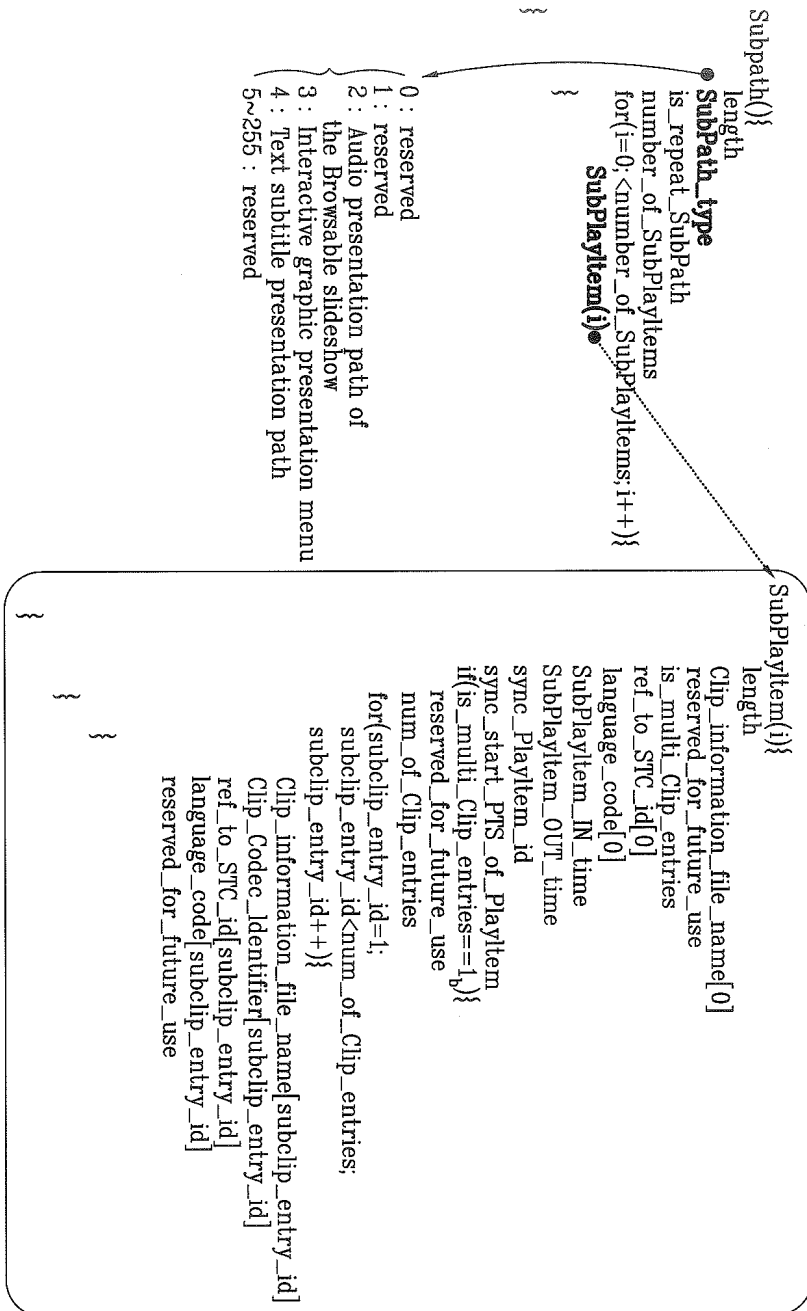 Subpath(){
length
SubPath_type
is_repeat_SubPath
number_of_SubPlayItems
for(i=0;<number_of_SubPlayItems;i++){
SubPlayItem(i)
}
}
0 : reserved
1 : reserved
2 : Audio presentation path of
the Browsable slideshow
3 : Interactive graphic presentation menu
4 : Text subtitle presentation path
5~255 : reserved
SubPlayItem(i){
length
Clip_information_file_name[0]
reserved_for_future_use
is_multi_Clip_entries
ref_to_STC_id[0]
language_code[0]
SubPlayItem_IN_time
SubPlayItem_OUT_time
sync_PlayItem_id
sync_start_PTS_of_PlayItem
if(is_multi_Clip_entries==1b){
reserved_for_future_use
num_of_Clip_entries
for(subclip_entry_id=1;
subclip_entry_id<num_of_Clip_entries;
subclip_entry_id++){
Clip_information_file_name[subclip_entry_id]
Clip_Codec_Identifier[subclip_entry_id]
ref_to_STC_id[subclip_entry_id]
language_code[subclip_entry_id]
reserved_for_future_use
}
}
}